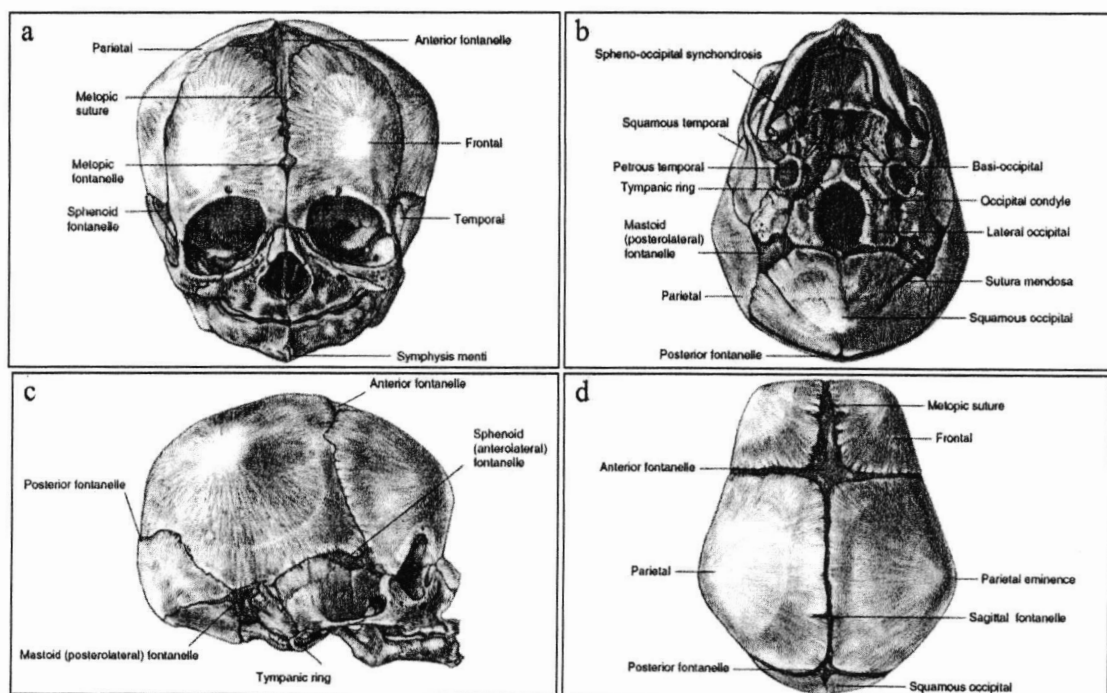 a
Parietal
Anterior fontanelle
Metopic
suture
Frontal
Metopic
fontanelle
Sphenoid
fontanelle
Temporal
Symphysis menti
b
Spheno-occipital synchondrosis
Squamous temporal
Petrous temporal
Basi-occipital
Tympanic ring
Occipital condyle
Mastoid
(posterolateral)
fontanelle
Lateral occipital
Sutura mendosa
Parietal
Squamous occipital
Posterior fontanelle
c
Anterior fontanelle
Sphenoid
(anterolateral)
fontanelle
Posterior fontanelle
Mastoid (posterolateral) fontanelle
Tympanic ring
d
Metopic suture
Frontal
Anterior fontanelle
Parietal
Parietal eminence
Sagittal fontanelle
Posterior fontanelle
Squamous occipital